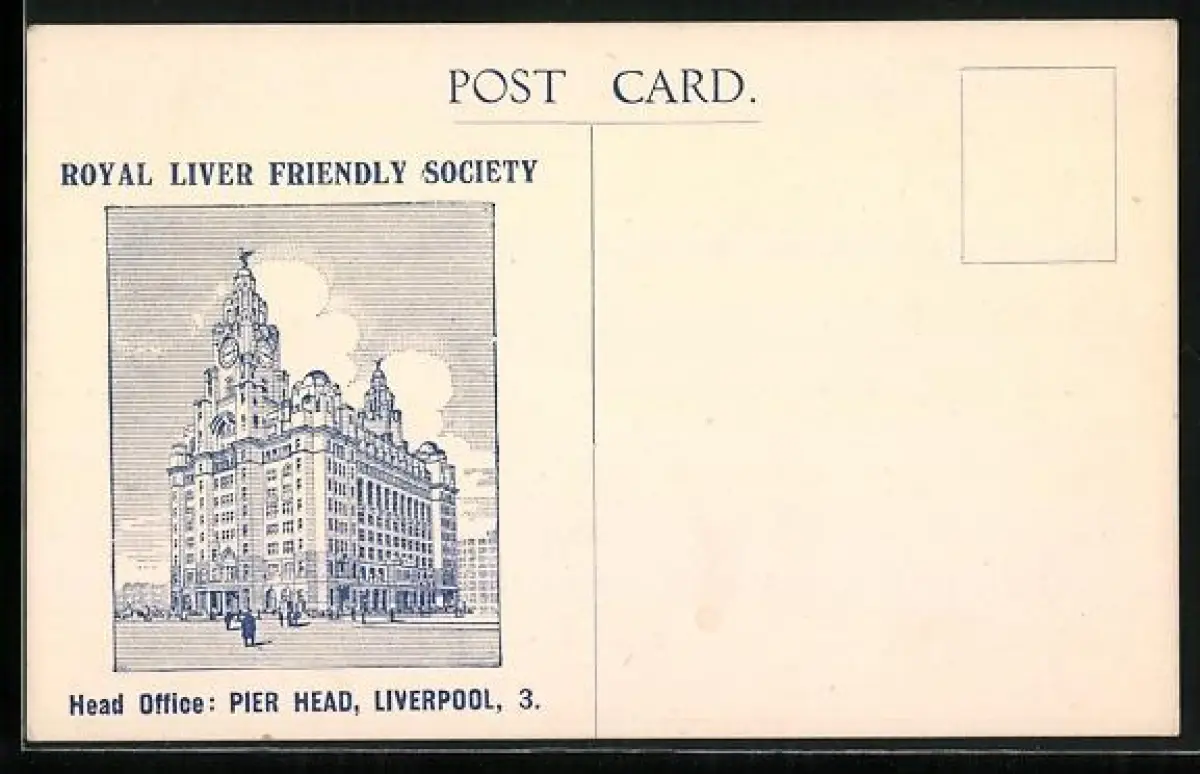 POST CARD.
ROYAL LIVER FRIENDLY SOCIETY
Head Office: PIER HEAD, LIVERPOOL, 3.